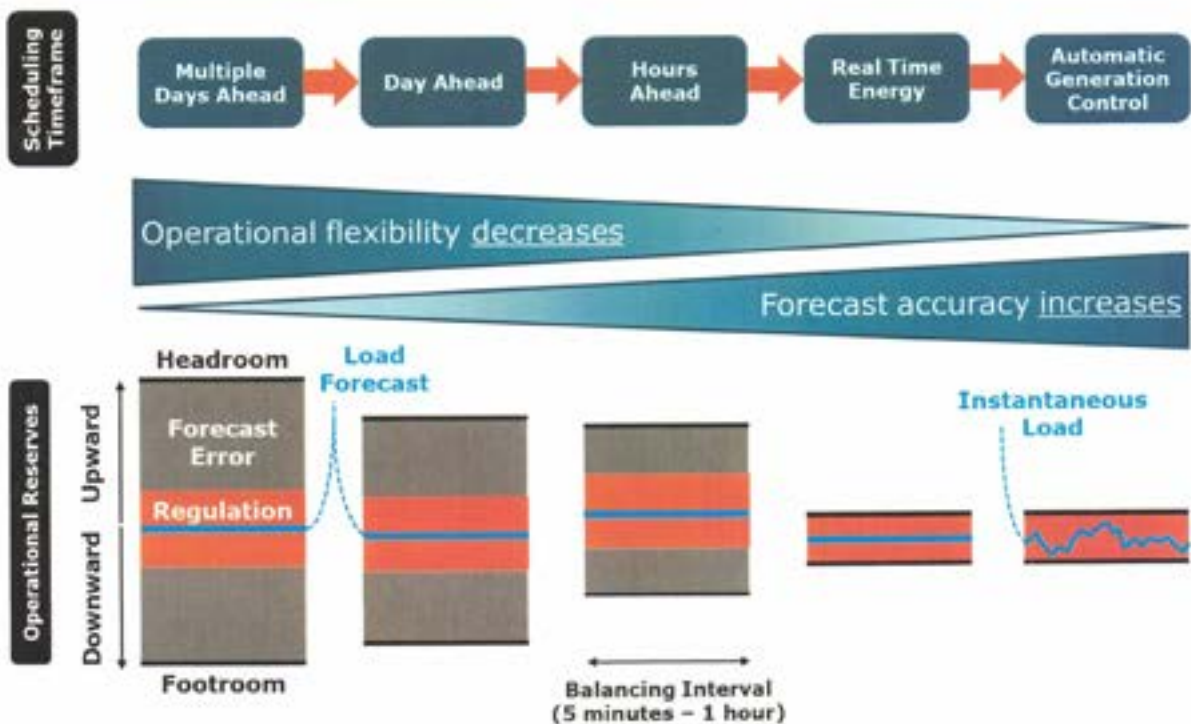 Scheduling
Timeframe
Multiple
Days Ahead
Day Ahead
Hours
Ahead
Real Time
Energy
Automatic
Generation
Control
Operational flexibility decreases
Forecast accuracy increases
Operational Reserves
Upward
Downward
Headroom
Forecast
Error
Regulation
Footroom
Load
Forecast
Instantaneous
Load
Balancing Interval
(5 minutes – 1 hour)